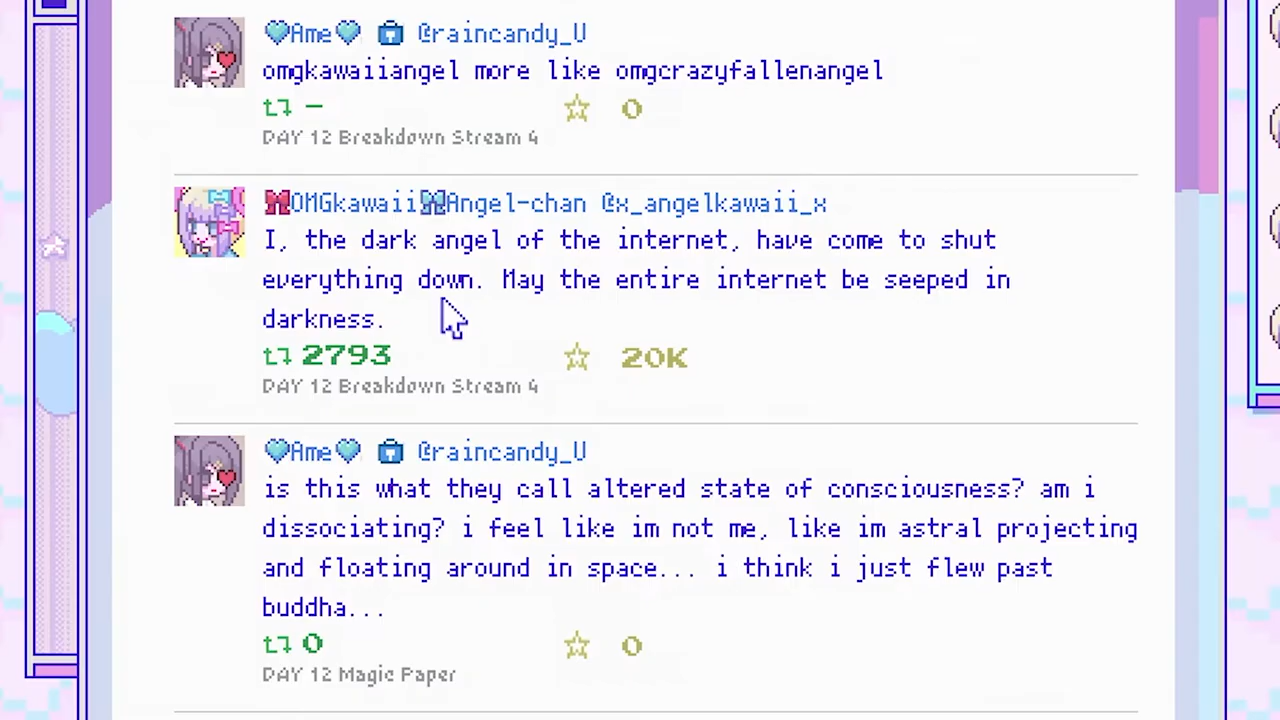 Ame @raincandy_U
omgkawaiiangel more like omgcrazyfallenangel
— 0
DAY 12 Breakdown Stream 4
OMGkawaii Angel-chan @x_angelkawaii_x
I, the dark angel of the internet, have come to shut
everything down. May the entire internet be seeped in
darkness.
2793 20K
DAY 12 Breakdown Stream 4
Ame @raincandy_U
is this what they call altered state of consciousness? am i
dissociating? i feel like im not me, like im astral projecting
and floating around in space... i think i just flew past
buddha...
0 0
DAY 12 Magic Paper